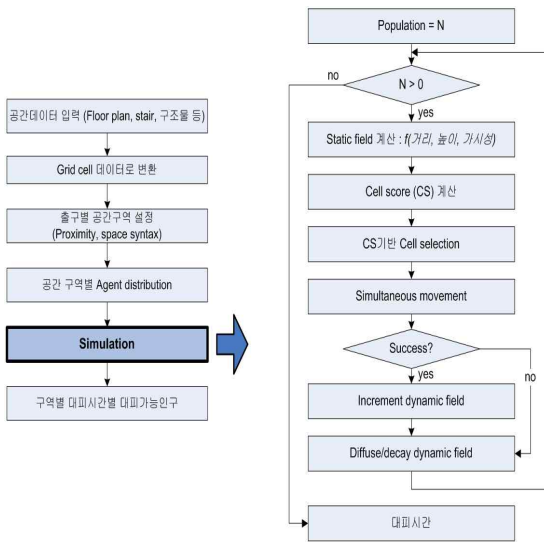 공간데이터 입력 (Floor plan, stair, 구조물 등)
Grid cell 데이터로 변환
출구별 공간구역 설정
(Proximity, space syntax)
공간 구역별 Agent distribution
Simulation
구역별 대피시간별 대피가능인구
Population = N
no
N > 0
yes
Static field 계산 : f(거리, 높이, 가시성)
Cell score (CS) 계산
CS기반 Cell selection
Simultaneous movement
Success?
yes
no
Increment dynamic field
Diffuse/decay dynamic field
대피시간